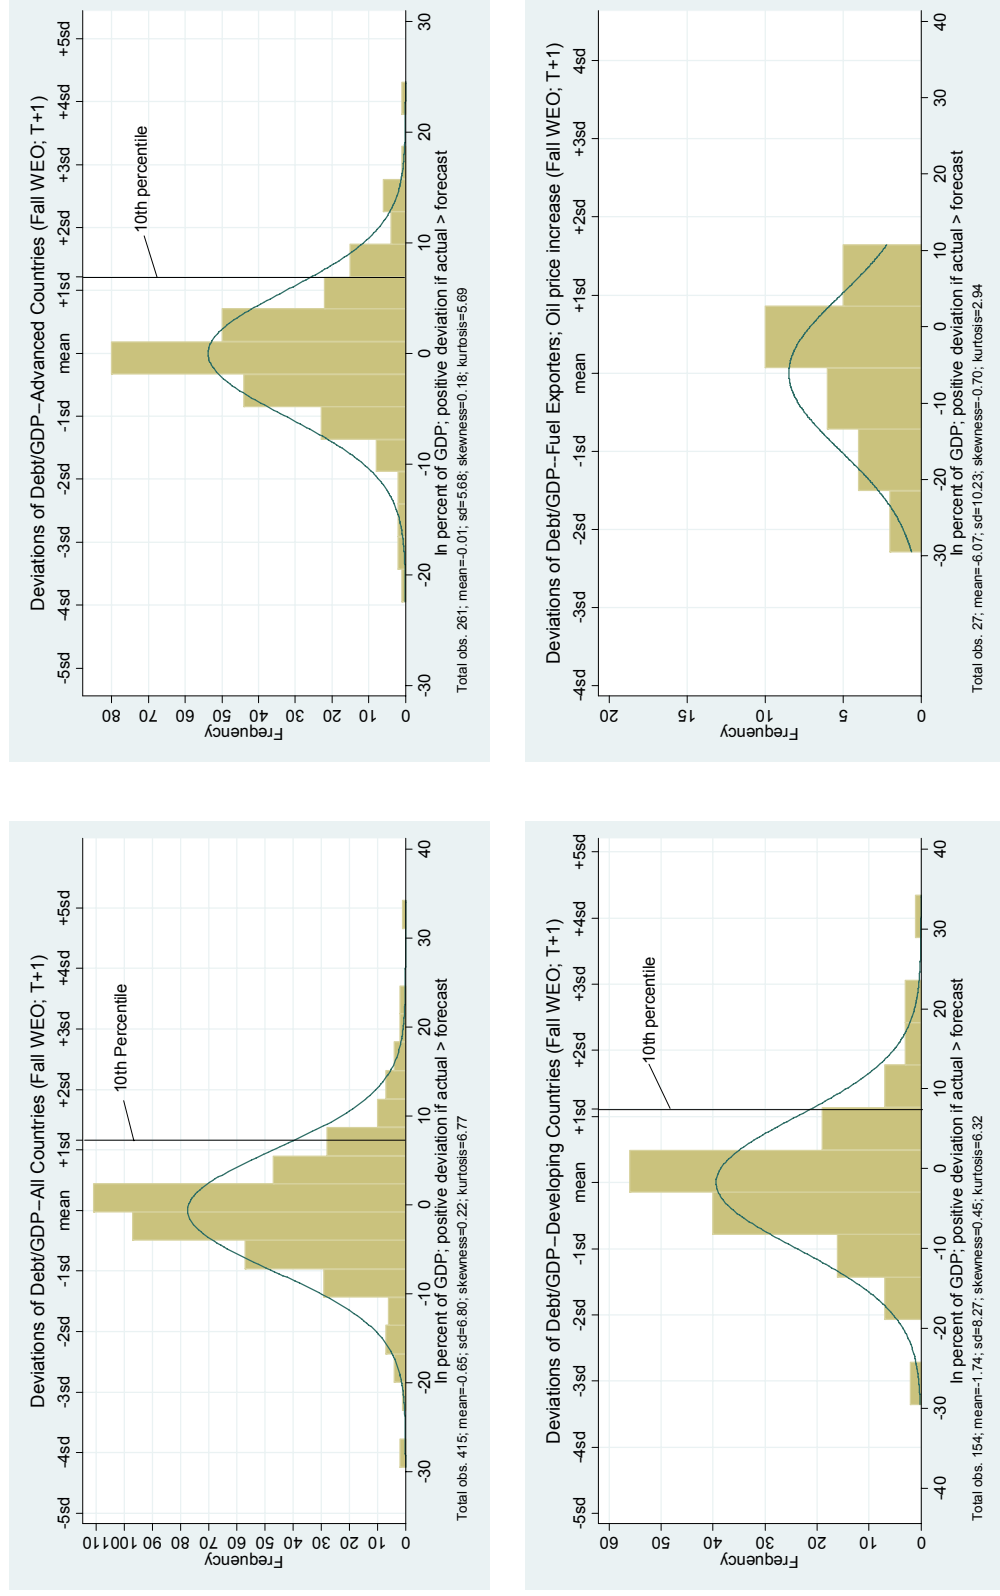 Deviations of Debt/GDP−All Countries (Fall WEO; T+1)
-5sd -4sd -3sd -2sd -1sd mean +1sd +2sd +3sd +4sd +5sd
10th Percentile
Frequency
0 10 20 30 40 50 60 70 80 90 100 110
-30 -20 -10 0 10 20 30 40
In percent of GDP; positive deviation if actual > forecast
Total obs. 415; mean=-0.65; sd=6.80; skewness=0.22; kurtosis=6.77
Deviations of Debt/GDP−Advanced Countries (Fall WEO; T+1)
-5sd -4sd -3sd -2sd -1sd mean +1sd +2sd +3sd +4sd +5sd
10th percentile
Frequency
0 10 20 30 40 50 60 70 80
-30 -20 -10 0 10 20 30
In percent of GDP; positive deviation if actual > forecast
Total obs. 261; mean=-0.01; sd=5.68; skewness=0.18; kurtosis=5.69
Deviations of Debt/GDP−Developing Countries (Fall WEO; T+1)
-5sd -4sd -3sd -2sd -1sd mean +1sd +2sd +3sd +4sd +5sd
10th percentile
Frequency
0 10 20 30 40 50 60
-40 -30 -20 -10 0 10 20 30 40
In percent of GDP; positive deviation if actual > forecast
Total obs. 154; mean=-1.74; sd=8.27; skewness=0.45; kurtosis=6.32
Deviations of Debt/GDP--Fuel Exporters; Oil price increase (Fall WEO; T+1)
-4sd -3sd -2sd -1sd mean +1sd +2sd +3sd 4sd
Frequency
0 5 10 15 20
-30 -20 -10 0 10 20 30 40
In percent of GDP; positive deviation if actual > forecast
Total obs. 27; mean=-6.07; sd=10.23; skewness=-0.70; kurtosis=2.94